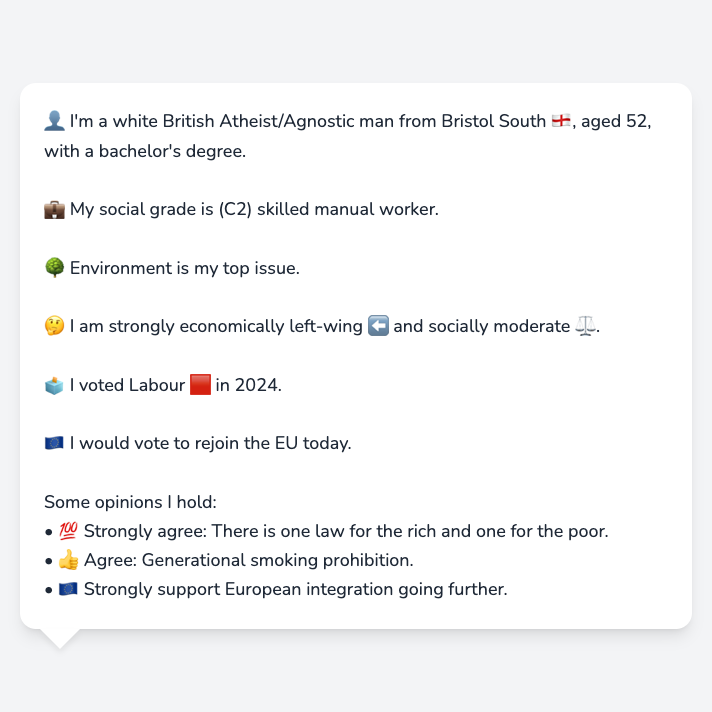 👤 I'm a white British Atheist/Agnostic man from Bristol South 🏴󠁧󠁢󠁥󠁮󠁧󠁿, aged 52,
with a bachelor's degree.
💼 My social grade is (C2) skilled manual worker.
🌳 Environment is my top issue.
🤔 I am strongly economically left-wing ⬅️ and socially moderate ⚖️.
🗳️ I voted Labour 🟥 in 2024.
🇪🇺 I would vote to rejoin the EU today.
Some opinions I hold:
• 💯 Strongly agree: There is one law for the rich and one for the poor.
• 👍 Agree: Generational smoking prohibition.
• 🇪🇺 Strongly support European integration going further.